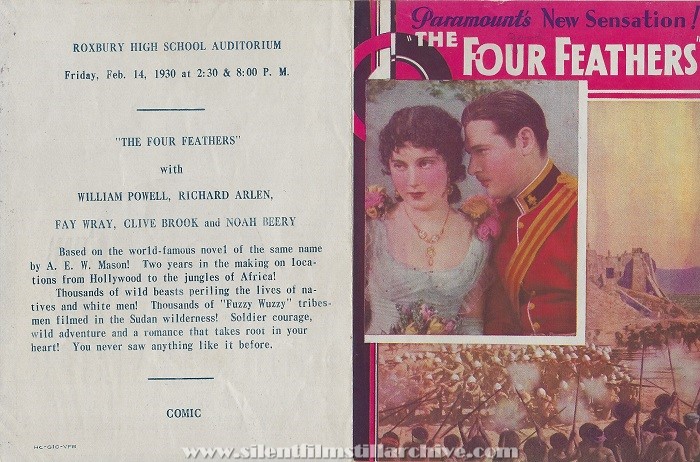 ROXBURY HIGH SCHOOL AUDITORIUM
Friday, Feb. 14, 1930 at 2:30 & 8:00 P. M.
"THE FOUR FEATHERS"
with
WILLIAM POWELL, RICHARD ARLEN,
FAY WRAY, CLIVE BROOK and NOAH BEERY
Based on the world-famous novel of the same name
by A. E. W. Mason! Two years in the making on loca-
tions from Hollywood to the jungles of Africa!
Thousands of wild beasts periling the lives of na-
tives and white men! Thousands of "Fuzzy Wuzzy" tribes-
men filmed in the Sudan wilderness! Soldier courage,
wild adventure and a romance that takes root in your
heart! You never saw anything like it before.
COMIC
HC-GTG-VFB
Paramount's New Sensation!
"THE FOUR FEATHERS"
www.silentfilmstillarchive.com